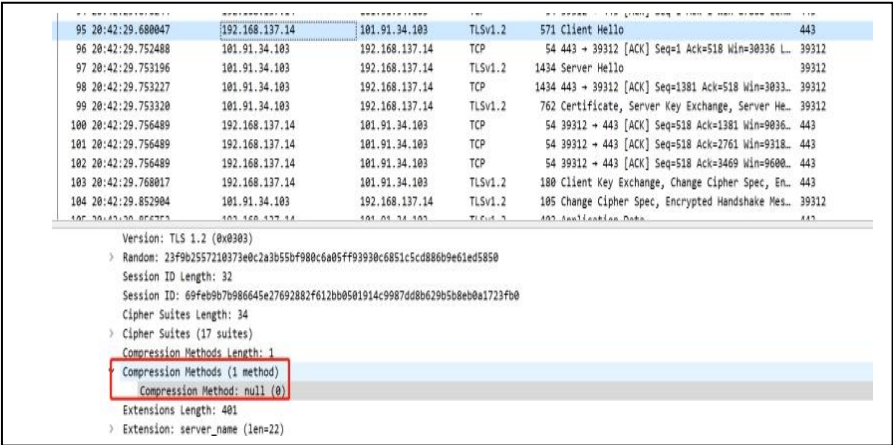 95 20:42:29.680047 192.168.137.14 101.91.34.103 TLSv1.2 571 Client Hello 443
96 20:42:29.752488 101.91.34.103 192.168.137.14 TCP 54 443 → 39312 [ACK] Seq=1 Ack=518 Win=30336 L… 39312
97 20:42:29.753196 101.91.34.103 192.168.137.14 TLSv1.2 1434 Server Hello 39312
98 20:42:29.753227 101.91.34.103 192.168.137.14 TCP 1434 443 → 39312 [ACK] Seq=1381 Ack=518 Win=3033… 39312
99 20:42:29.753320 101.91.34.103 192.168.137.14 TLSv1.2 762 Certificate, Server Key Exchange, Server He… 39312
100 20:42:29.756489 192.168.137.14 101.91.34.103 TCP 54 39312 → 443 [ACK] Seq=518 Ack=1381 Win=9036… 443
101 20:42:29.756489 192.168.137.14 101.91.34.103 TCP 54 39312 → 443 [ACK] Seq=518 Ack=2761 Win=9318… 443
102 20:42:29.756489 192.168.137.14 101.91.34.103 TCP 54 39312 → 443 [ACK] Seq=518 Ack=3469 Win=9600… 443
103 20:42:29.768017 192.168.137.14 101.91.34.103 TLSv1.2 180 Client Key Exchange, Change Cipher Spec, En… 443
104 20:42:29.852904 101.91.34.103 192.168.137.14 TLSv1.2 105 Change Cipher Spec, Encrypted Handshake Mes… 39312
Version: TLS 1.2 (0x0303)
Random: 23f9b2557210373e0c2a3b55bf980c6a05ff93930c6851c5cd886b9e61ed5850
Session ID Length: 32
Session ID: 69feb9b7b986645e27692882f612bb0501914c9987dd8b629b5b8eb0a1723fb0
Cipher Suites Length: 34
Cipher Suites (17 suites)
Compression Methods Length: 1
Compression Methods (1 method)
Compression Method: null (0)
Extensions Length: 401
Extension: server_name (len=22)